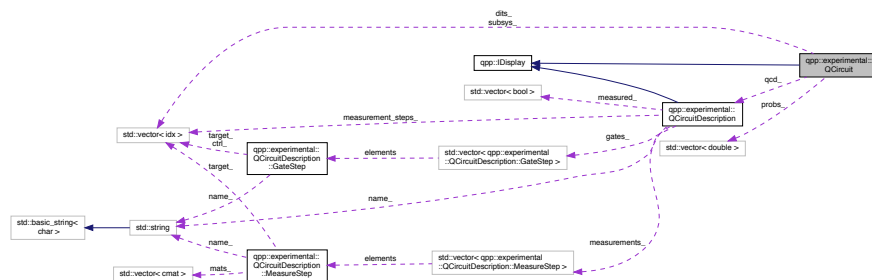 dits_
subsys_
qpp::experimental::
QCircuit
qpp::IDisplay
qcd_
std::vector< bool >
measured_
probs_
qpp::experimental::
QCircuitDescription
measurement_steps_
std::vector< idx >
target_
ctrl_
qpp::experimental::
QCircuitDescription
::GateStep
elements
std::vector< qpp::experimental
::QCircuitDescription::GateStep >
gates_
std::vector< double >
target_
name_
name_
std::basic_string<
char >
std::string
measurements_
name_
qpp::experimental::
QCircuitDescription
::MeasureStep
elements
std::vector< qpp::experimental
::QCircuitDescription::MeasureStep >
std::vector< cmat >
mats_